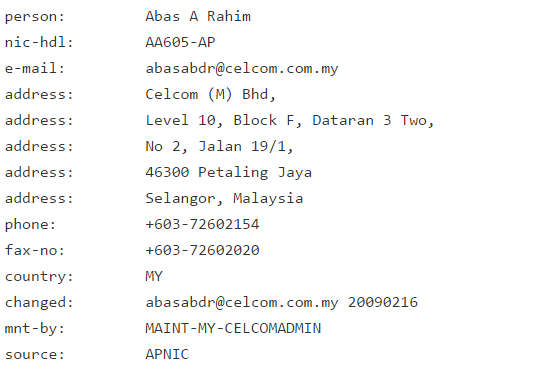 person: Abas A Rahim
nic-hdl: AA605-AP
e-mail: abasabdr@celcom.com.my
address: Celcom (M) Bhd,
address: Level 10, Block F, Dataran 3 Two,
address: No 2, Jalan 19/1,
address: 46300 Petaling Jaya
address: Selangor, Malaysia
phone: +603-72602154
fax-no: +603-72602020
country: MY
changed: abasabdr@celcom.com.my 20090216
mnt-by: MAINT-MY-CELCOMADMIN
source: APNIC